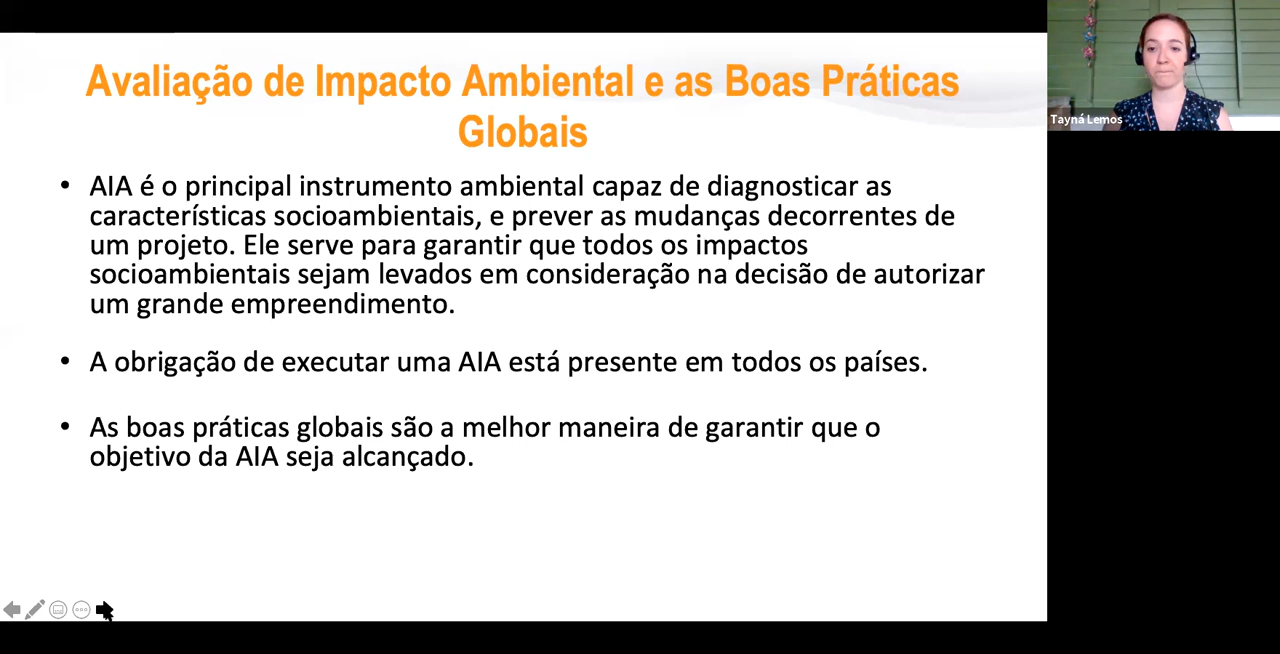 Avaliação de Impacto Ambiental e as Boas Práticas
Globais
• AIA é o principal instrumento ambiental capaz de diagnosticar as
características socioambientais, e prever as mudanças decorrentes de
um projeto. Ele serve para garantir que todos os impactos
socioambientais sejam levados em consideração na decisão de autorizar
um grande empreendimento.
• A obrigação de executar uma AIA está presente em todos os países.
• As boas práticas globais são a melhor maneira de garantir que o
objetivo da AIA seja alcançado.
Tayná Lemos